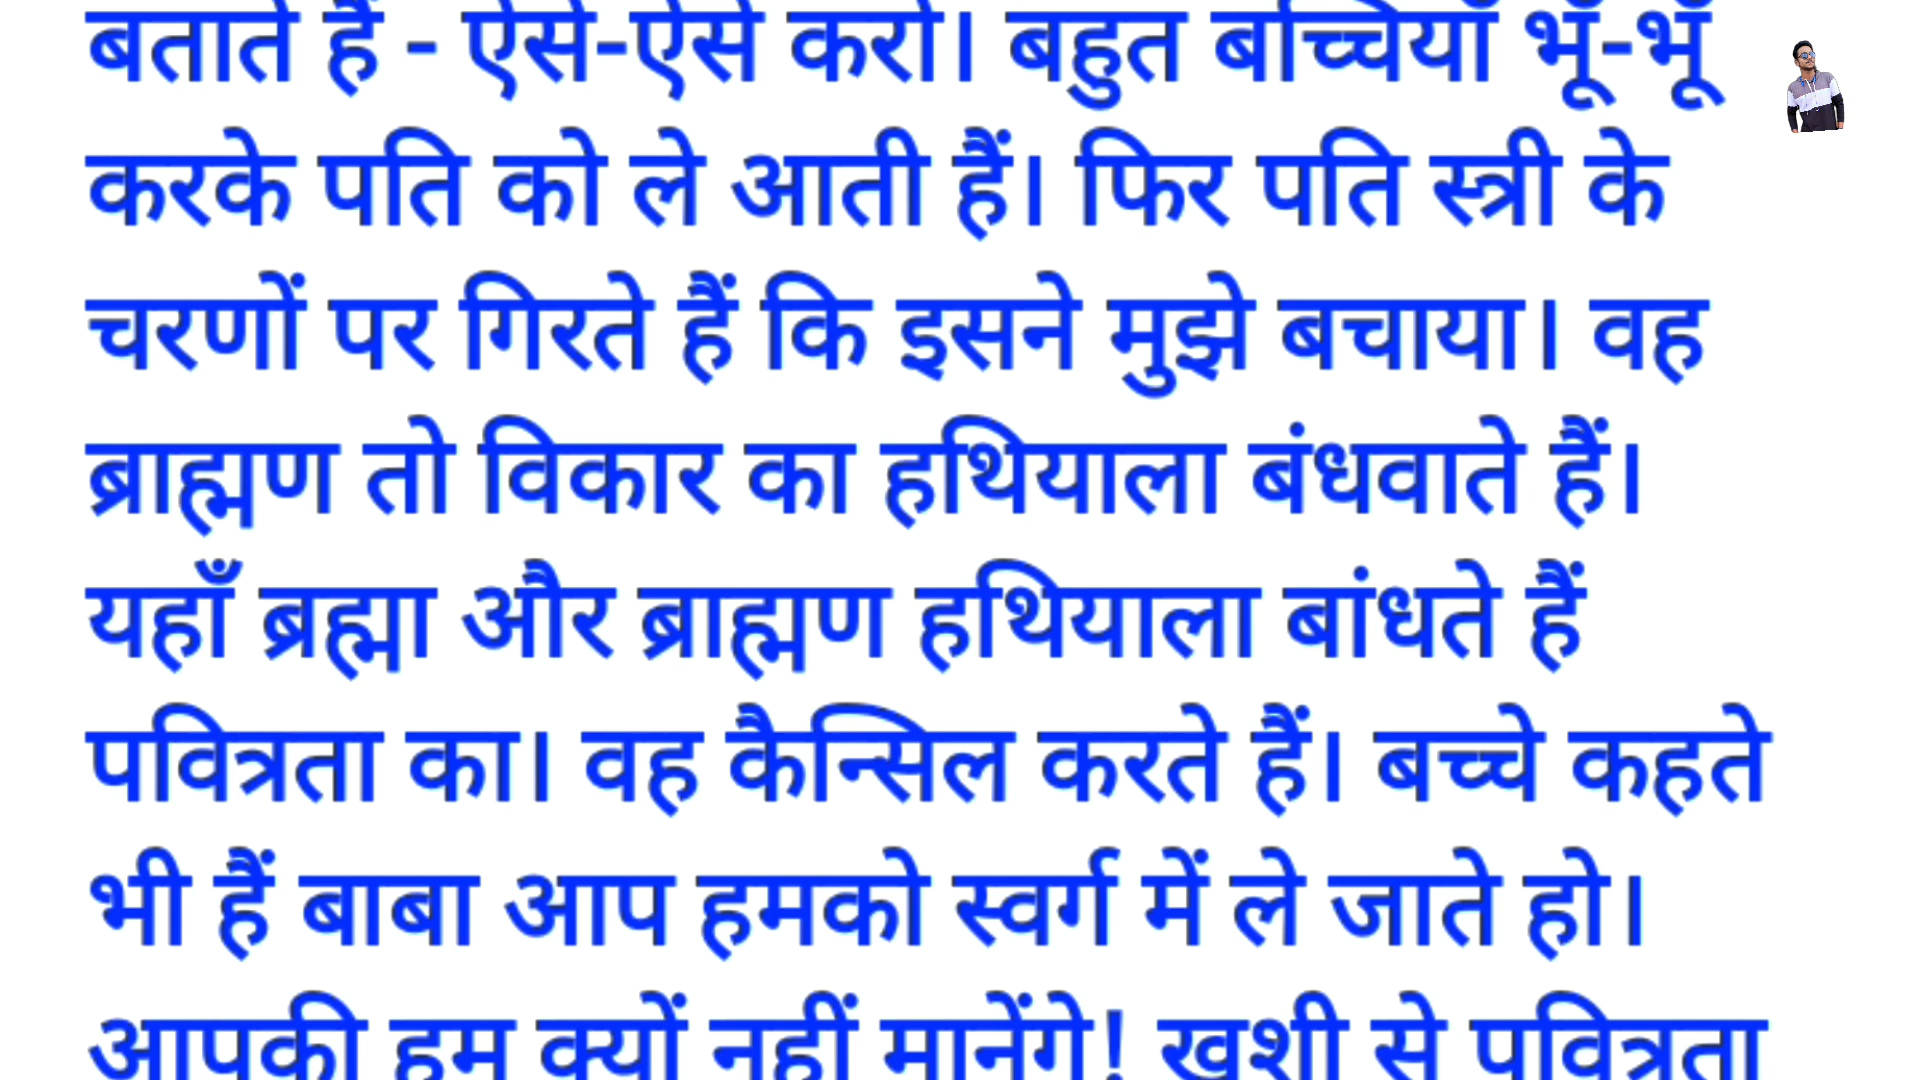 बताते हैं - ऐसे-ऐसे करो। बहुत बच्चियाँ भूँ-भूँ
करके पति को ले आती हैं। फिर पति स्त्री के
चरणों पर गिरते हैं कि इसने मुझे बचाया। वह
ब्राह्मण तो विकार का हथियाला बंधवाते हैं।
यहाँ ब्रह्मा और ब्राह्मण हथियाला बांधते हैं
पवित्रता का। वह कैन्सिल करते हैं। बच्चे कहते
भी हैं बाबा आप हमको स्वर्ग में ले जाते हो।
आपकी हम क्यों नहीं मानेंगे! खुशी से पवित्रता